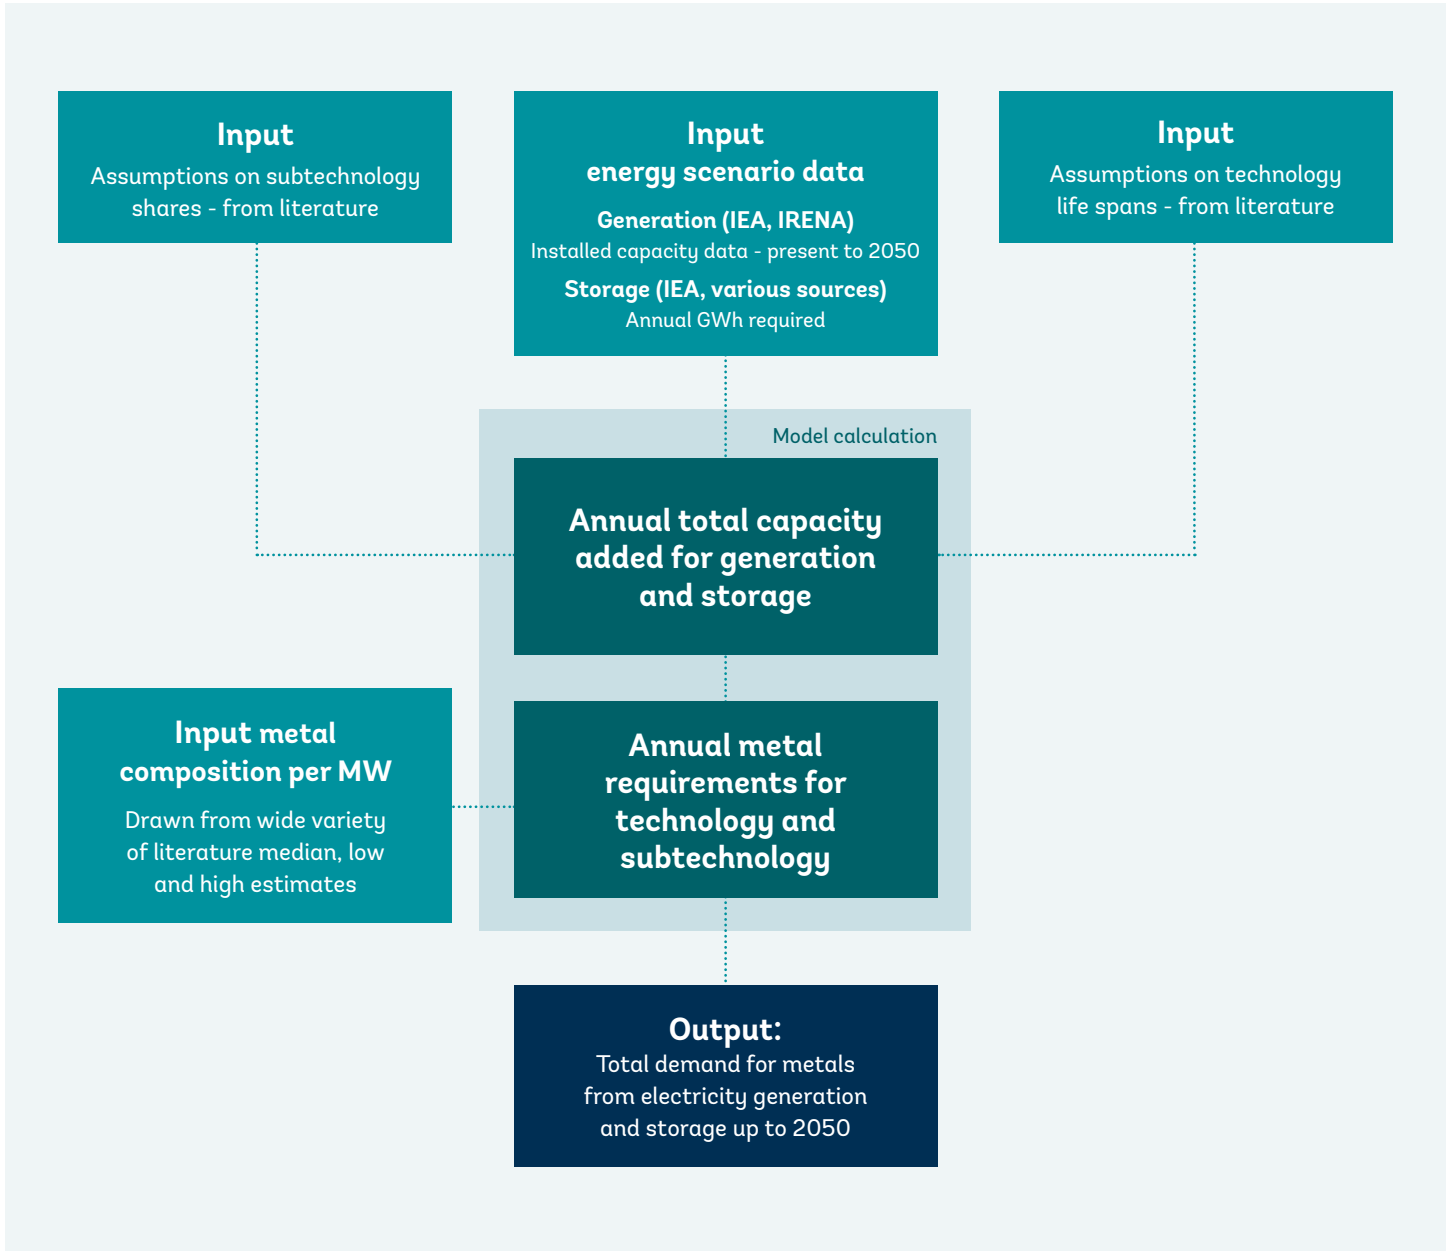 Input
Assumptions on subtechnology
shares - from literature
Input
energy scenario data
Generation (IEA, IRENA)
Installed capacity data - present to 2050
Storage (IEA, various sources)
Annual GWh required
Input
Assumptions on technology
life spans - from literature
Model calculation
Annual total capacity
added for generation
and storage
Input metal
composition per MW
Drawn from wide variety
of literature median, low
and high estimates
Annual metal
requirements for
technology and
subtechnology
Output:
Total demand for metals
from electricity generation
and storage up to 2050